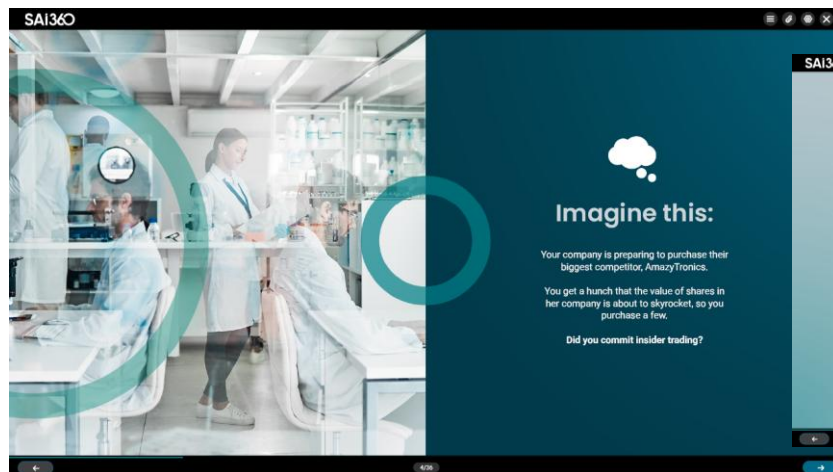 SAI360
Imagine this:
Your company is preparing to purchase their
biggest competitor, AmazyTronics.
You get a hunch that the value of shares in
her company is about to skyrocket, so you
purchase a few.
Did you commit insider trading?
4/36
SAI3